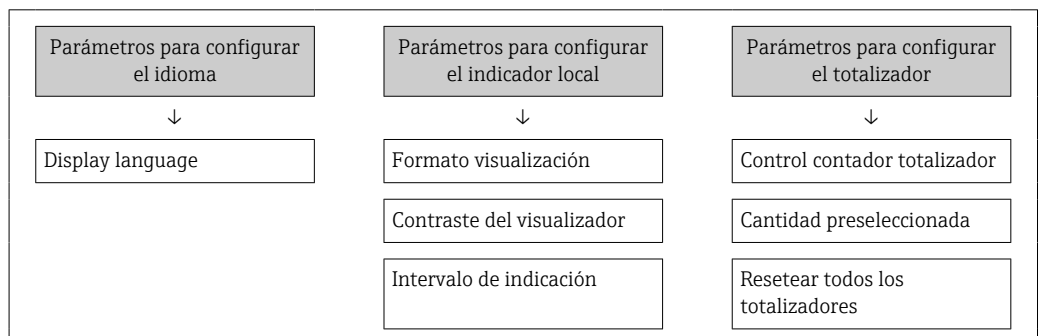 Parámetros para configurar
el idioma
↓
Display language
Parámetros para configurar
el indicador local
↓
Formato visualización
Contraste del visualizador
Intervalo de indicación
Parámetros para configurar
el totalizador
↓
Control contador totalizador
Cantidad preseleccionada
Resetear todos los
totalizadores